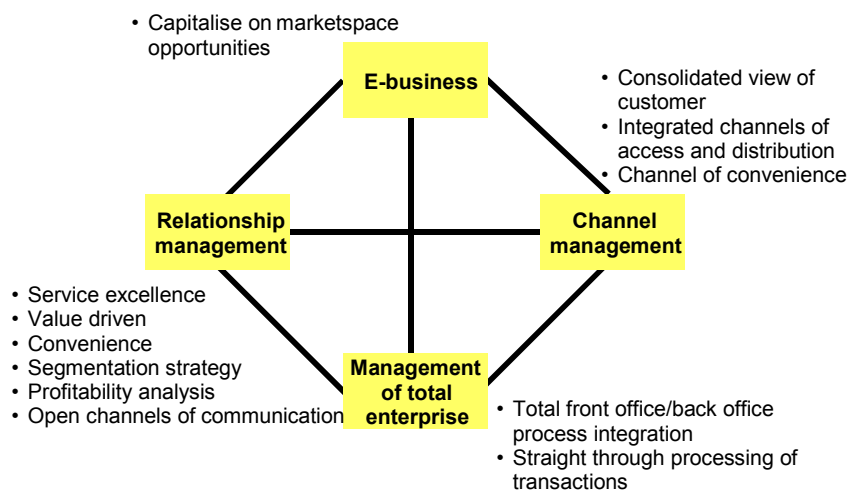 • Capitalise on marketspace
opportunities
E-business
• Consolidated view of
customer
• Integrated channels of
access and distribution
• Channel of convenience
Relationship
management
Channel
management
• Service excellence
• Value driven
• Convenience
• Segmentation strategy
• Profitability analysis
• Open channels of communication
Management
of total
enterprise
• Total front office/back office
process integration
• Straight through processing of
transactions